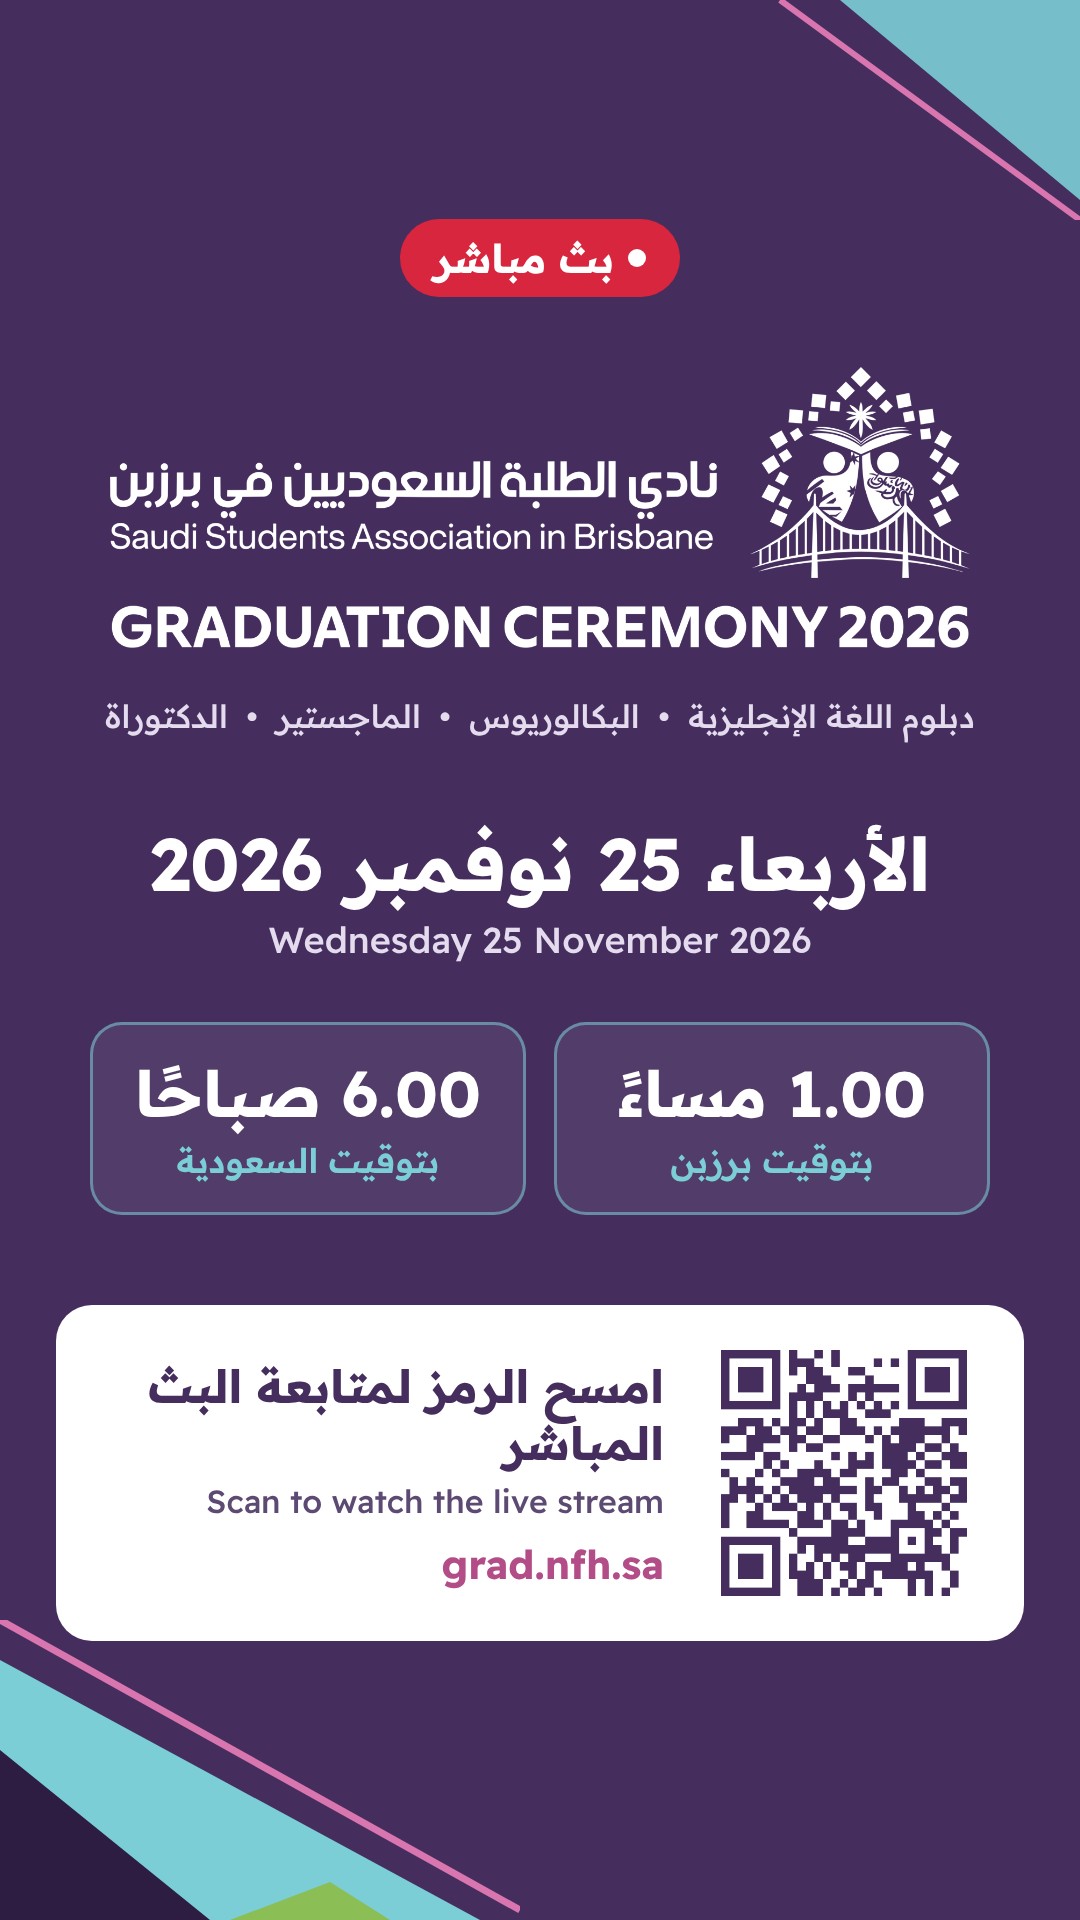 • بث مباشر
نادي الطلبة السعوديين في برزبن
Saudi Students Association in Brisbane
GRADUATION CEREMONY 2026
دبلوم اللغة الإنجليزية • البكالوريوس • الماجستير • الدكتوراة
الأربعاء 25 نوفمبر 2026
Wednesday 25 November 2026
1.00 مساءً
بتوقيت برزبن
6.00 صباحًا
بتوقيت السعودية
امسح الرمز لمتابعة البث
المباشر
Scan to watch the live stream
grad.nfh.sa